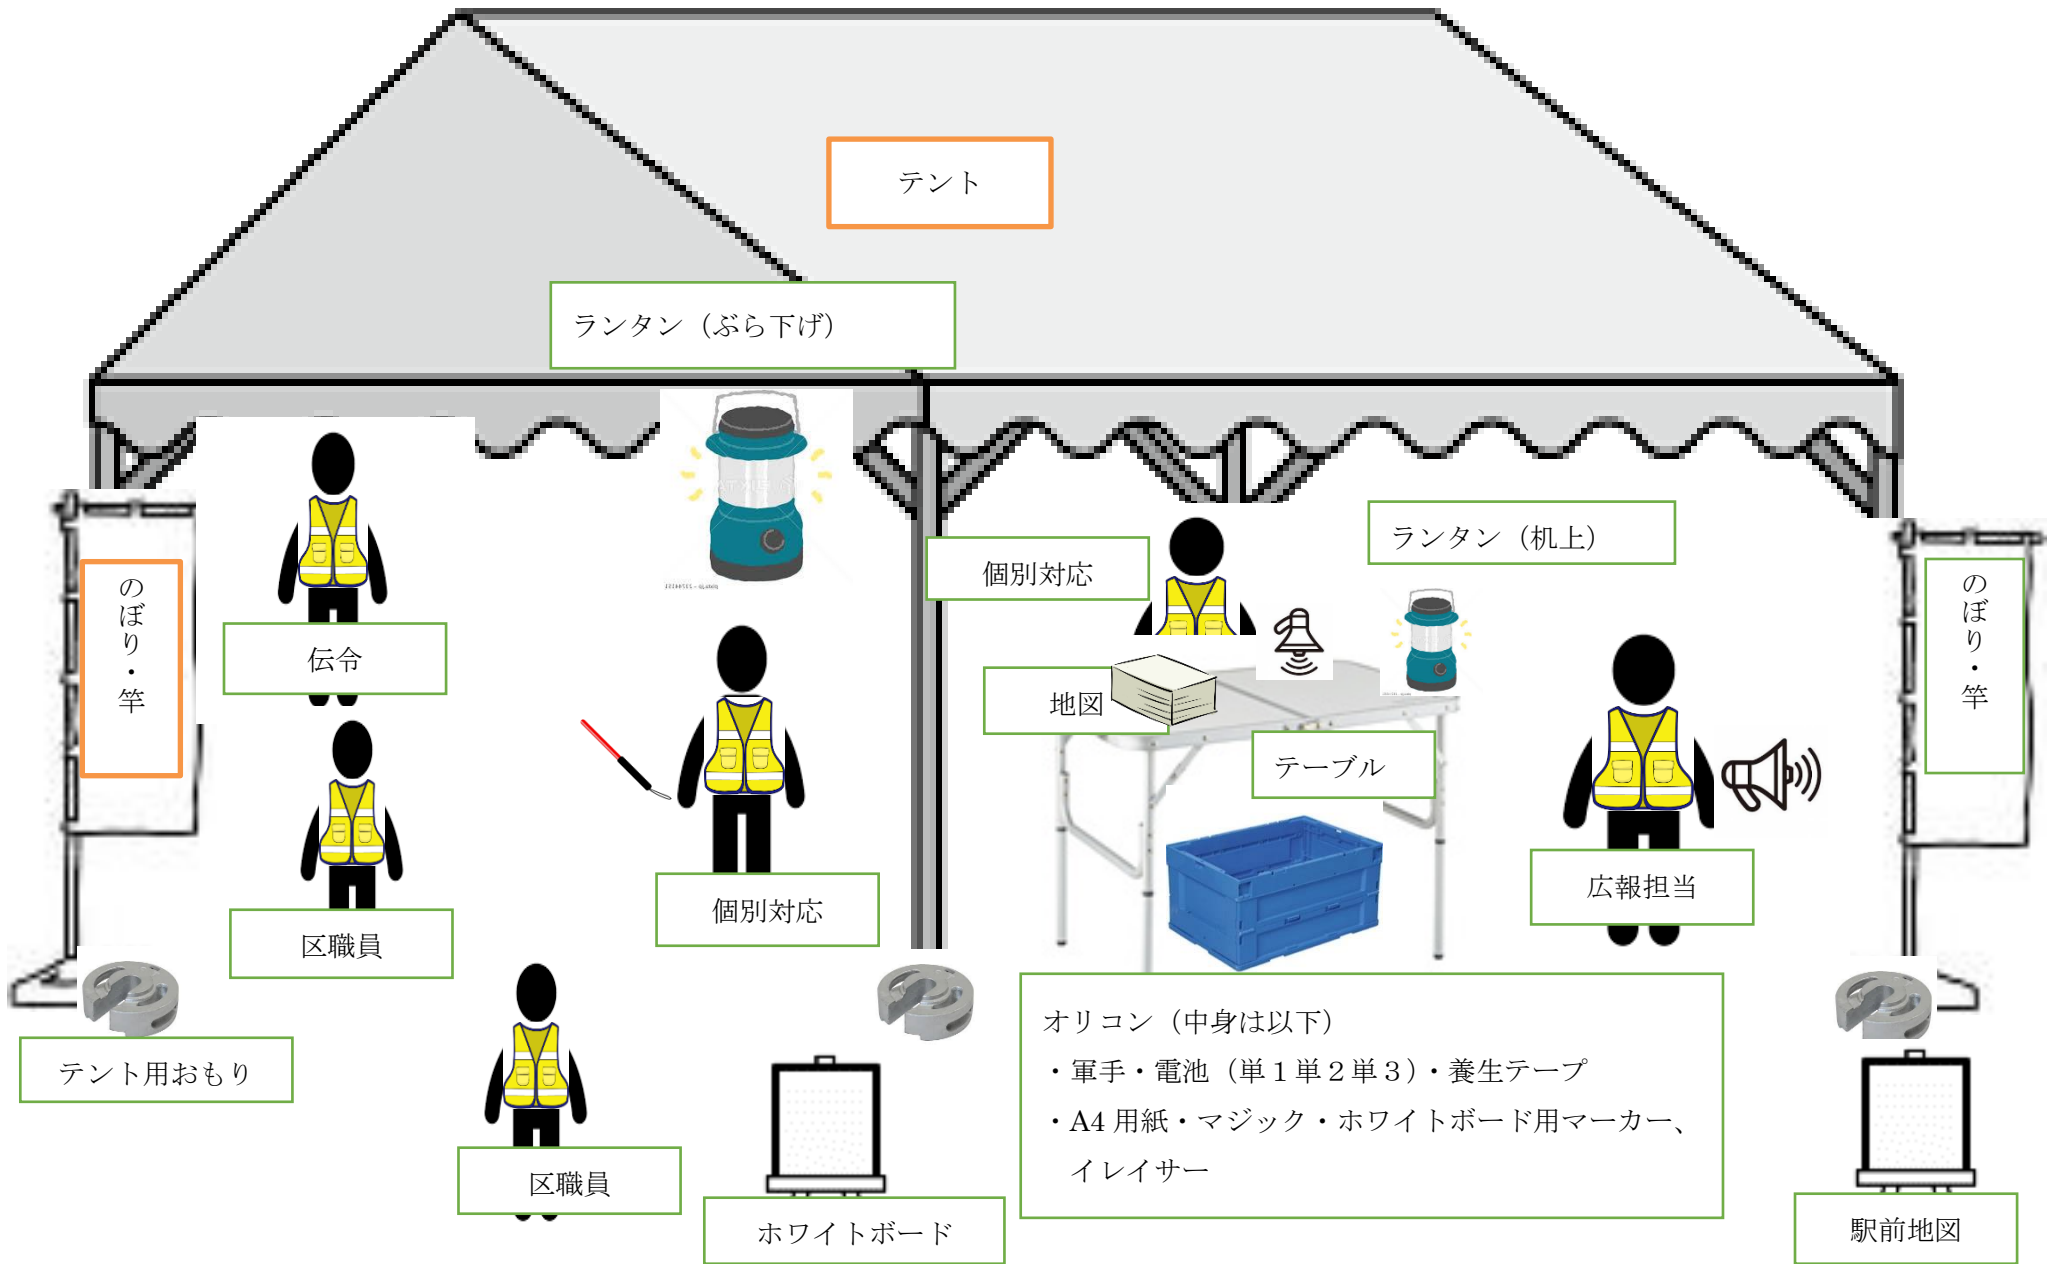 テント
ランタン（ぶら下げ）
ランタン（机上）
個別対応
のぼり・竿
のぼり・竿
伝令
地図
テーブル
個別対応
広報担当
区職員
オリコン（中身は以下）
・軍手・電池（単１単２単３）・養生テープ
・A4 用紙・マジック・ホワイトボード用マーカー、
イレイサー
テント用おもり
区職員
ホワイトボード
駅前地図